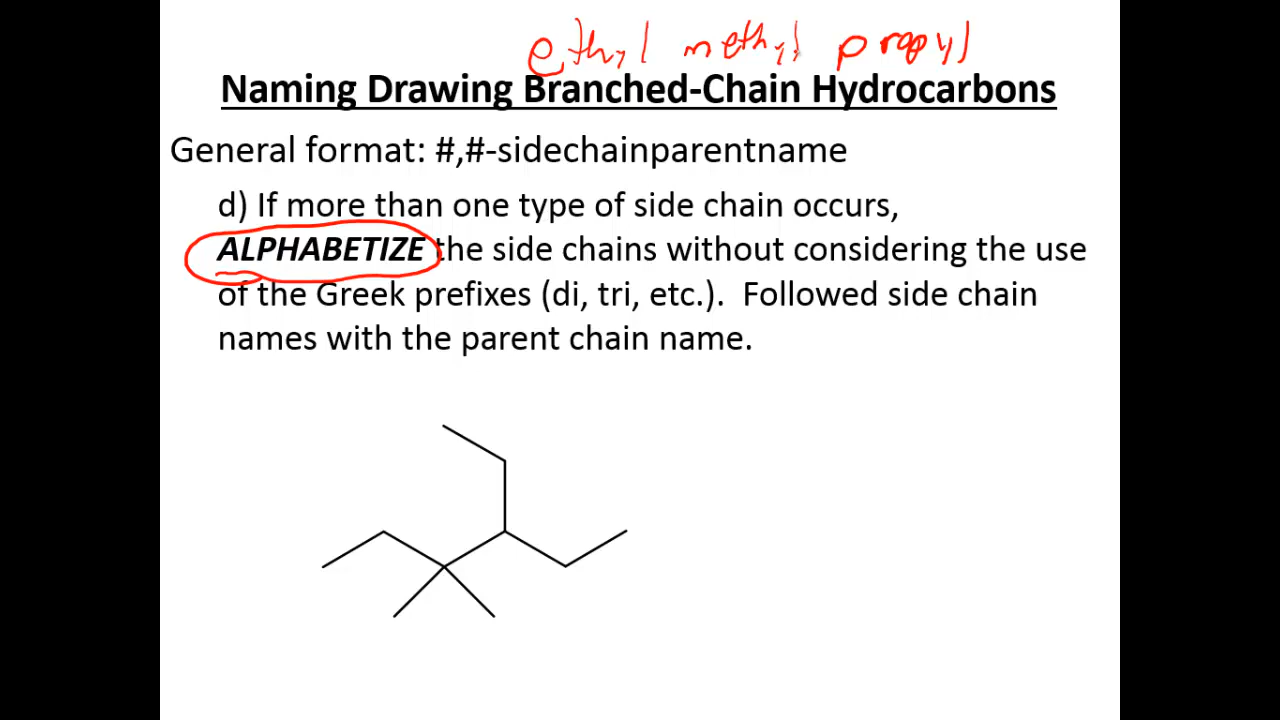 ethyl methyl propyl
Naming Drawing Branched-Chain Hydrocarbons
General format: #,#-sidechainparentname
d) If more than one type of side chain occurs,
ALPHABETIZE the side chains without considering the use
of the Greek prefixes (di, tri, etc.).  Followed side chain
names with the parent chain name.